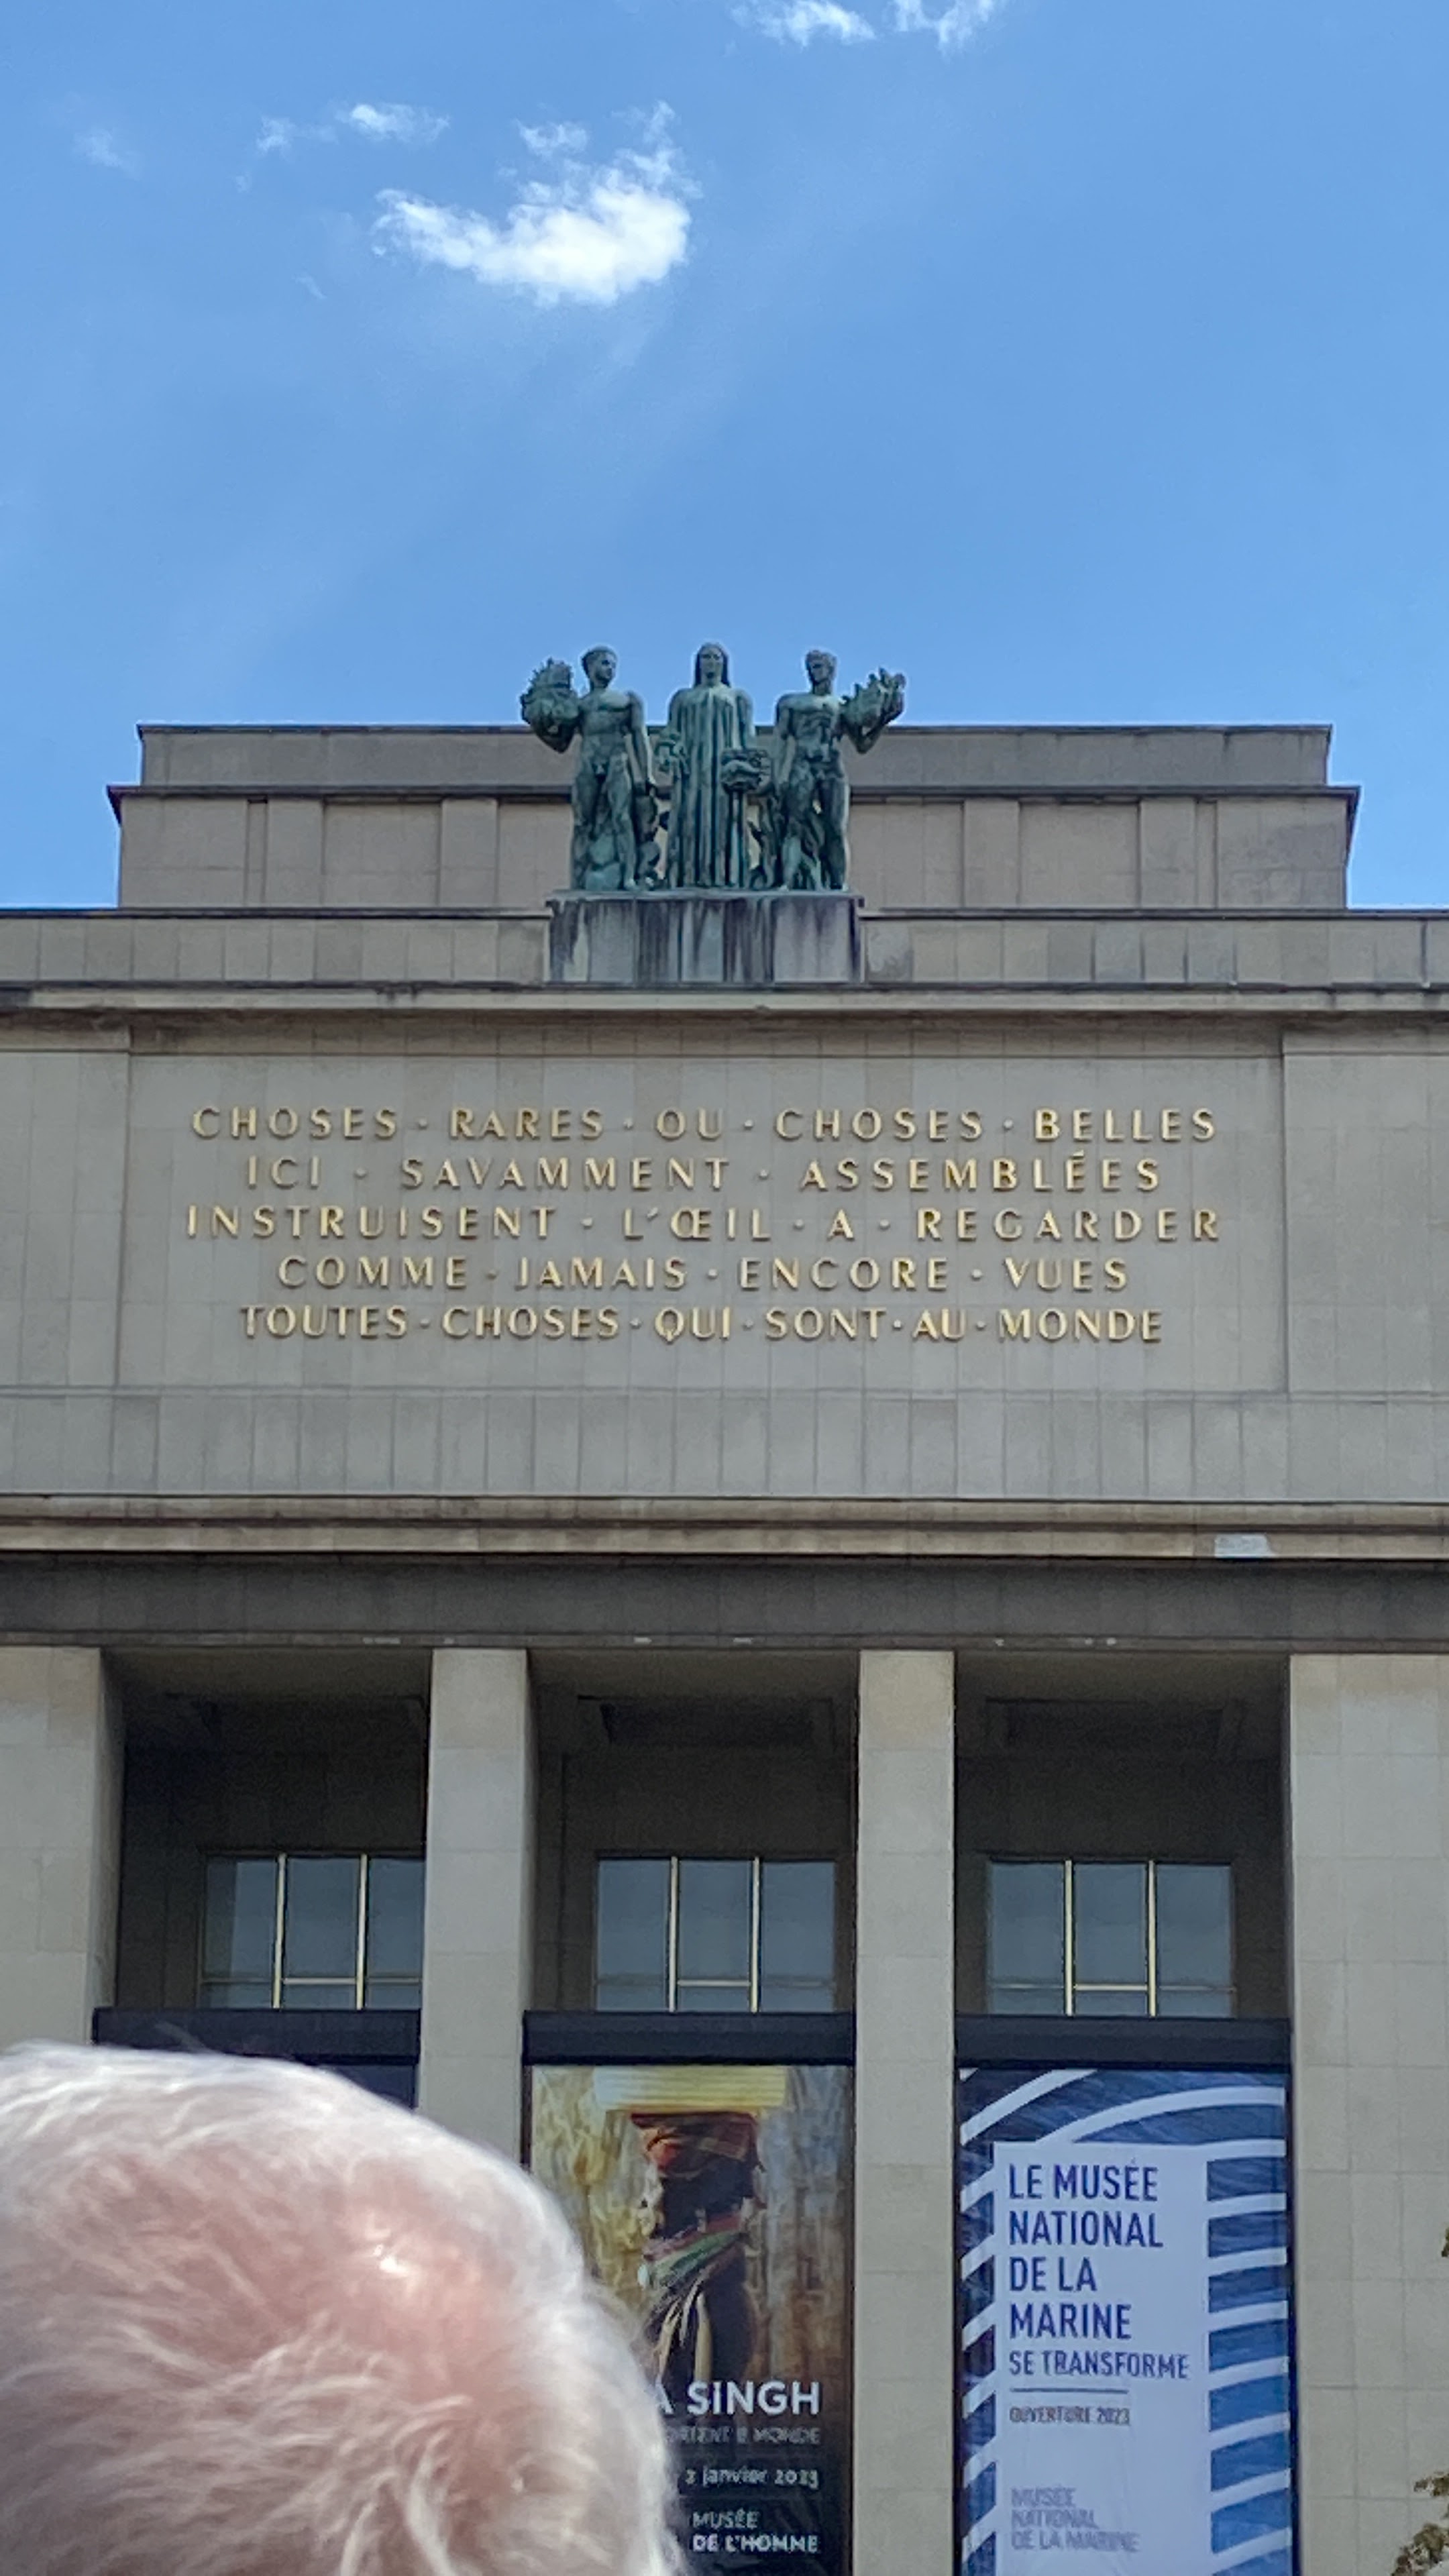 CHOSES · RARES · OU · CHOSES · BELLES
ICI · SAVAMMENT · ASSEMBLÉES
INSTRUISENT · L'ŒIL · A · REGARDER
COMME · JAMAIS · ENCORE · VUES
TOUTES · CHOSES · QUI · SONT · AU · MONDE
A SINGH
MONDE
2 janvier 2023
MUSÉE
DE L'HOMME
LE MUSÉE
NATIONAL
DE LA
MARINE
SE TRANSFORME
OUVERTURE 2023
MUSÉE
NATIONAL
DE LA MARINE